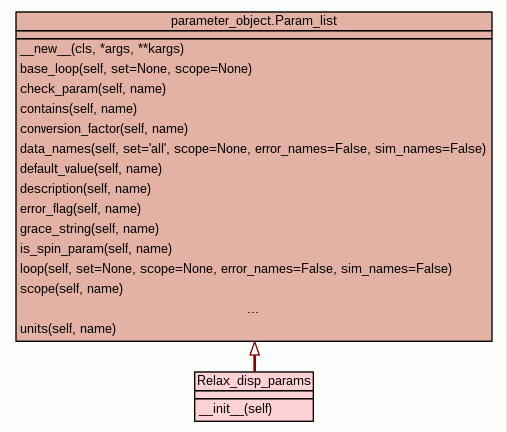 parameter_object.Param_list
__new__(cls, *args, **kargs)
base_loop(self, set=None, scope=None)
check_param(self, name)
contains(self, name)
conversion_factor(self, name)
data_names(self, set='all', scope=None, error_names=False, sim_names=False)
default_value(self, name)
description(self, name)
error_flag(self, name)
grace_string(self, name)
is_spin_param(self, name)
loop(self, set=None, scope=None, error_names=False, sim_names=False)
scope(self, name)
...
units(self, name)
Relax_disp_params
__init__(self)